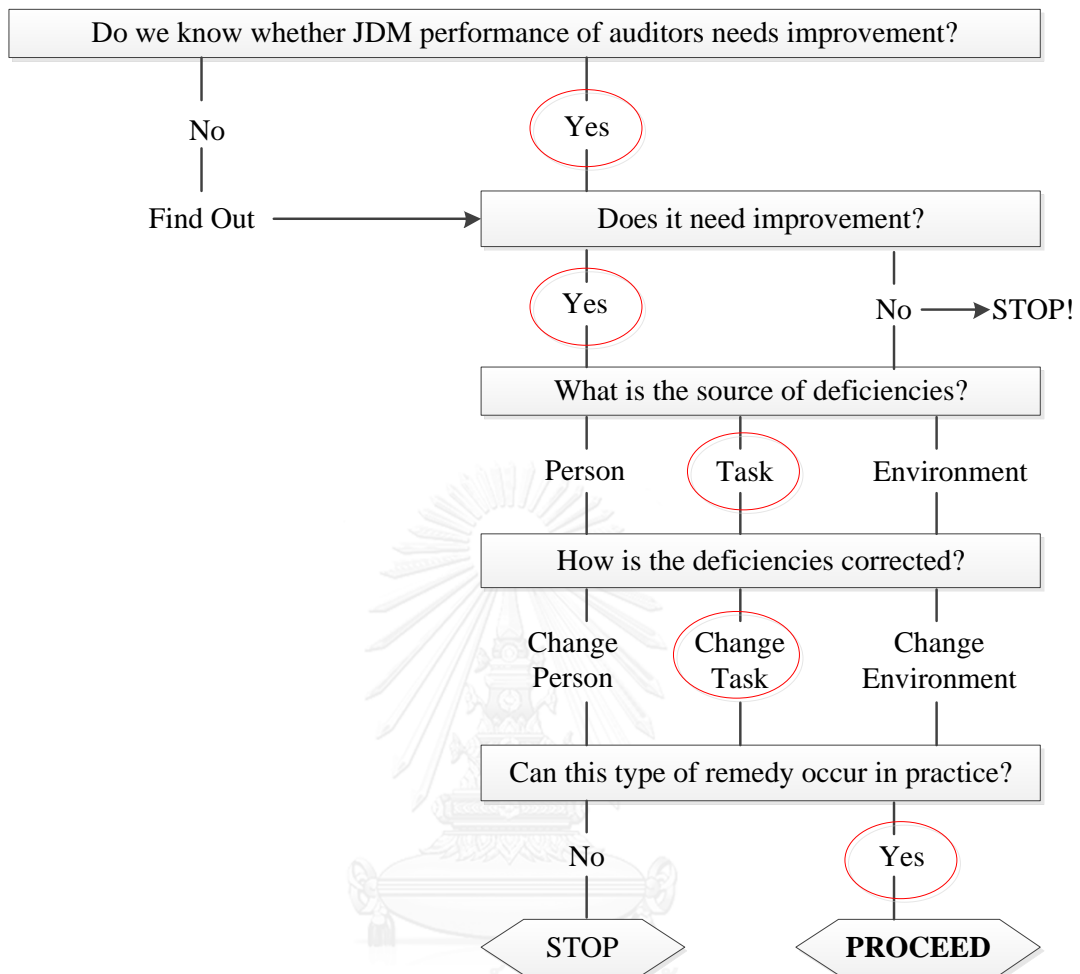 Do we know whether JDM performance of auditors needs improvement?
No
Yes
Find Out
Does it need improvement?
Yes
No
STOP!
What is the source of deficiencies?
Person
Task
Environment
How is the deficiencies corrected?
Change
Person
Change
Task
Change
Environment
Can this type of remedy occur in practice?
No
Yes
STOP
PROCEED